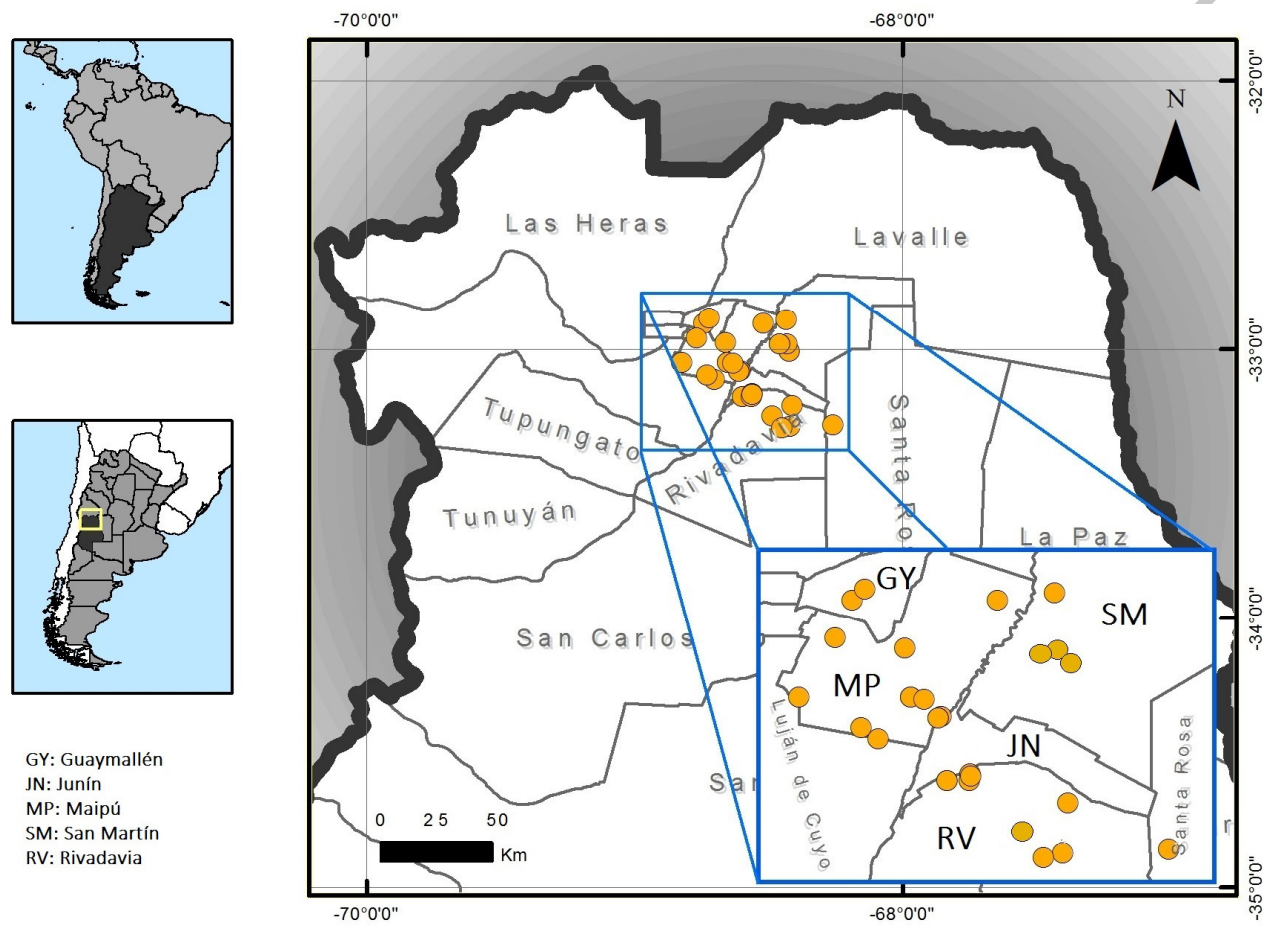 -70°0'0"
-68°0'0"
-32°0'0"
N
Las Heras
Lavalle
-33°0'0"
Tupungato
Rivadavia
Santa Ro
Tunuyán
La Paz
GY
SM
-34°0'0"
San Carlos
MP
Luján de Cuyo
JN
Santa Rosa
San
RV
r
GY: Guaymallén
JN: Junín
MP: Maipú
SM: San Martín
RV: Rivadavia
0 25 50
Km
-35°0'0"
-70°0'0"
-68°0'0"